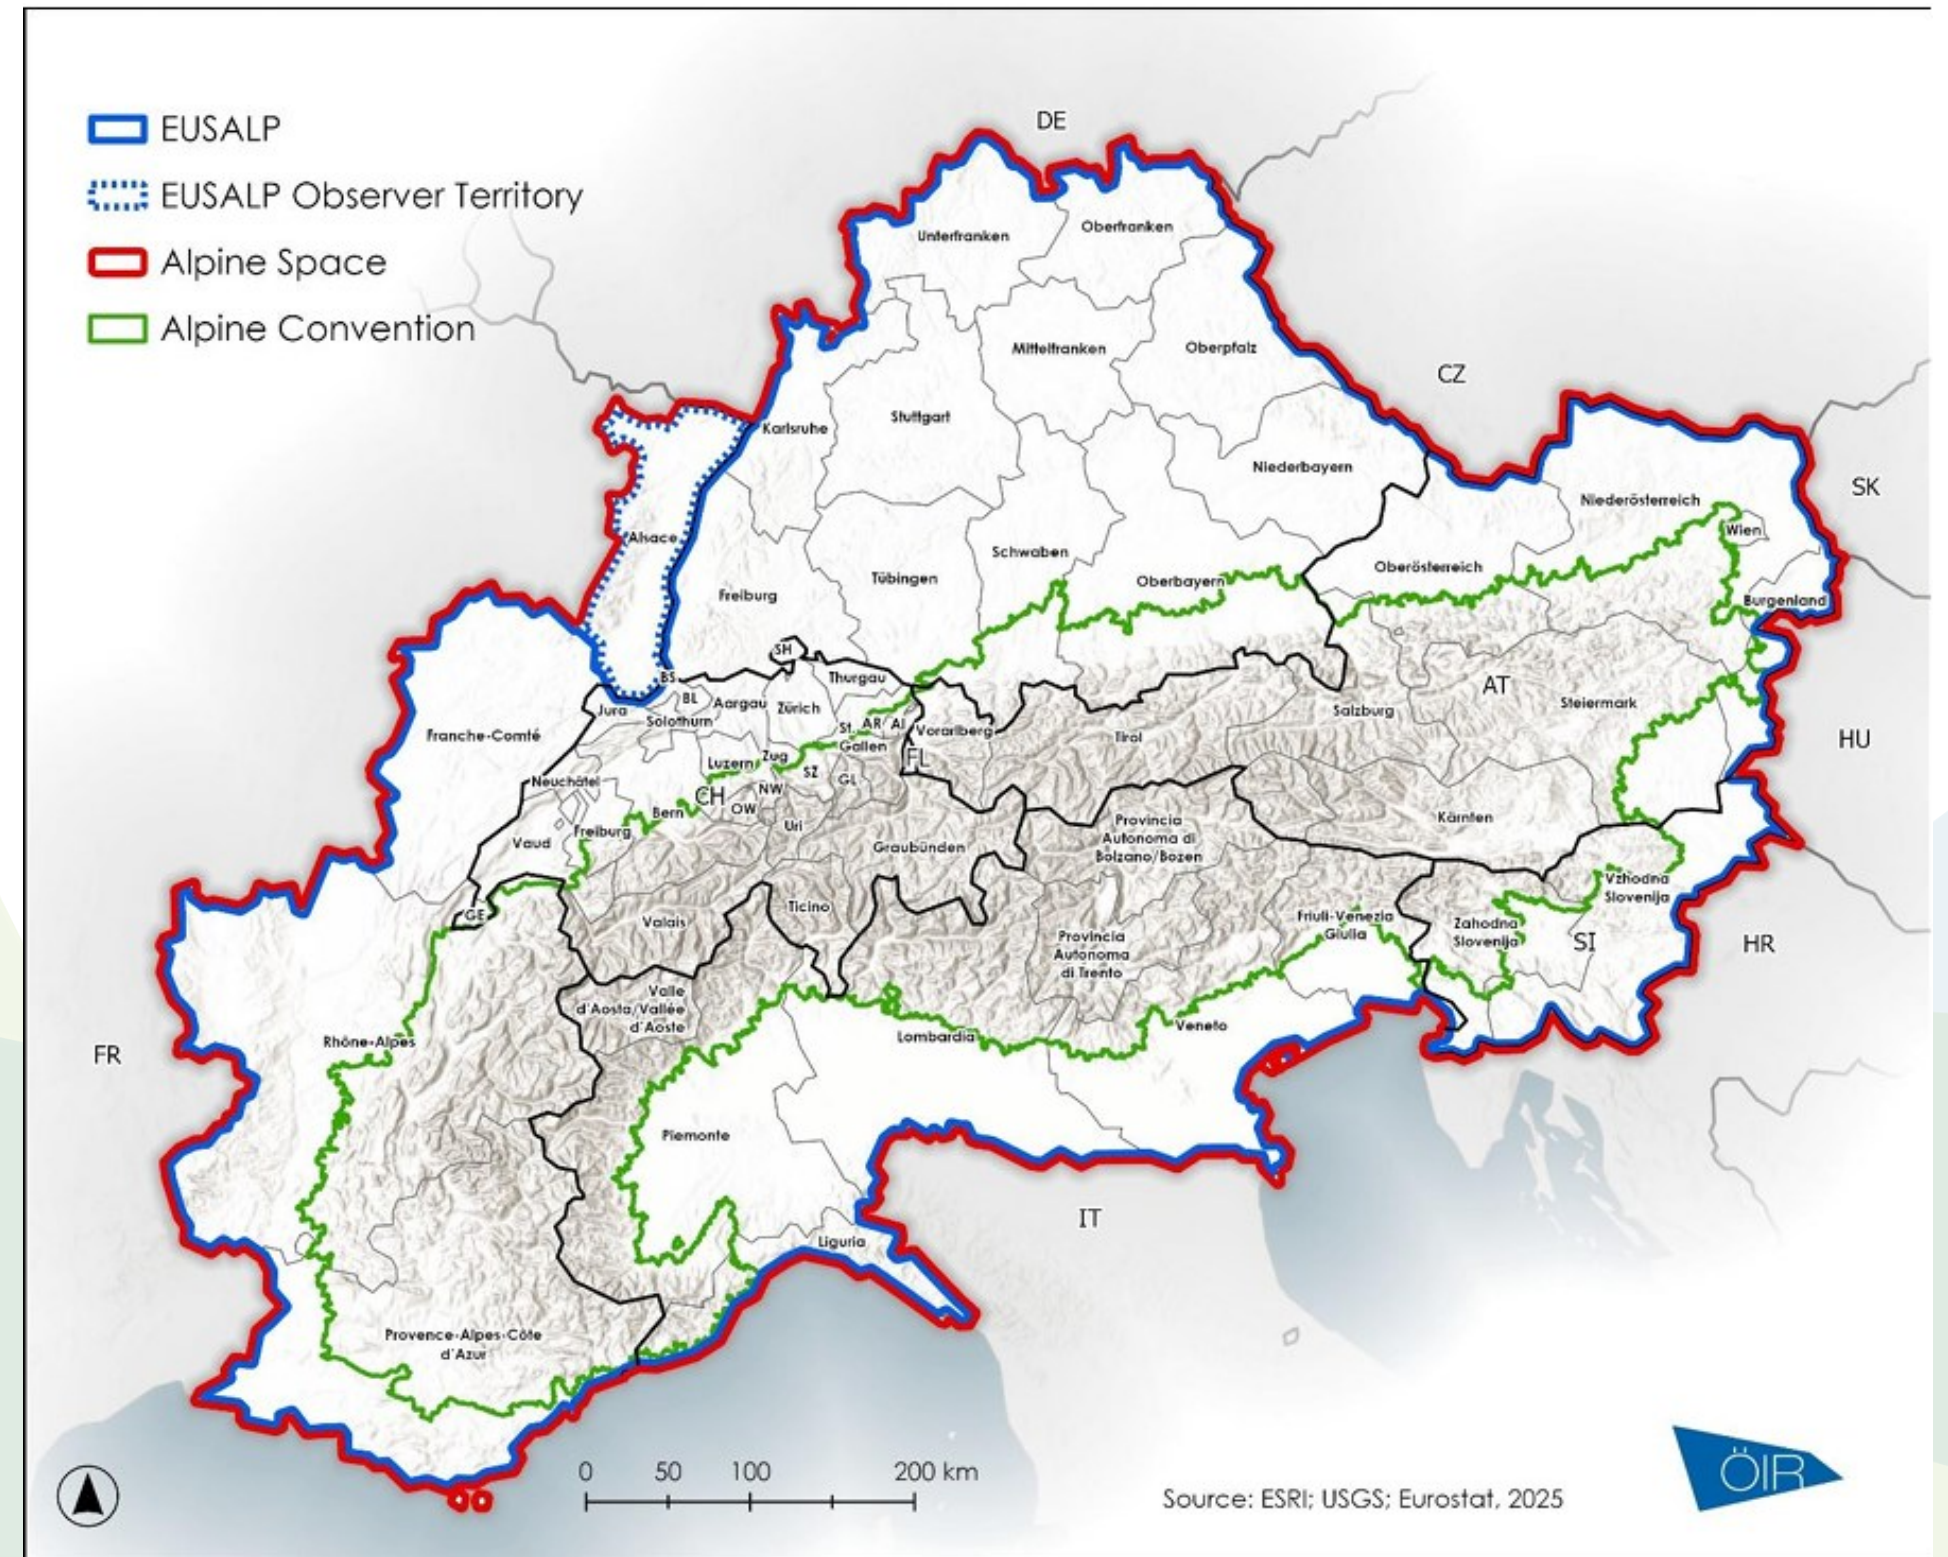 EUSALP
EUSALP Observer Territory
Alpine Space
Alpine Convention
DE
Unterfranken
Oberfranken
Mittelfranken
Oberpfalz
CZ
Stuttgart
Karlsruhe
Niederbayern
SK
Niederösterreich
Wien
Alsace
Schwaben
Oberösterreich
Tübingen
Oberbayern
Freiburg
Burgenland
SH
BS
Thurgau
AT
BL
Aargau
Zürich
Jura
Solothurn
Salzburg
Steiermark
St.
Gallen
AR
AI
Vorarlberg
Tirol
Franche-Comté
HU
FL
Luzern
Zug
SZ
GL
Neuchâtel
NW
CH
OW
Bern
Uri
Freiburg
Vaud
Graubünden
Provincia
Autonoma di
Bolzano/Bozen
Kärnten
Vzhodna
Slovenija
GE
Ticino
Valais
Friuli-Venezia
Giulia
Zahodna
Slovenija
SI
HR
Provincia
Autonoma
di Trento
Valle
d'Aosta/Vallée
d'Aoste
Veneto
Lombardia
Rhône-Alpes
FR
Piemonte
IT
Liguria
Provence-Alpes-Côte
d'Azur
0 50 100 200 km
Source: ESRI; USGS; Eurostat, 2025
ÖIR